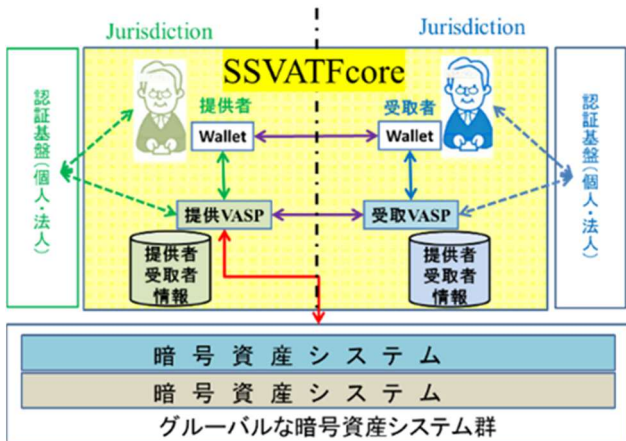 Jurisdiction
Jurisdiction
SSVATFcore
提供者
受取者
Wallet
Wallet
認証基盤(個人・法人)
認証基盤(個人・法人)
提供VASP
受取VASP
提供者
受取者
情報
提供者
受取者
情報
暗号資産システム
暗号資産システム
グルーバルな暗号資産システム群